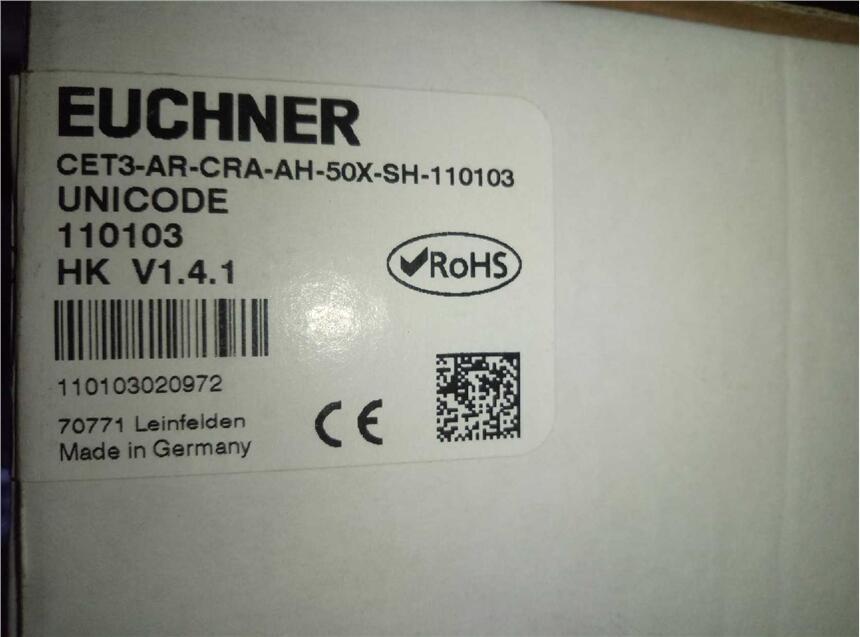 EUCHNER
CET3-AR-CRA-AH-50X-SH-110103
UNICODE
110103
HK V1.4.1
RoHS
110103020972
70771 Leinfelden
Made in Germany
CE